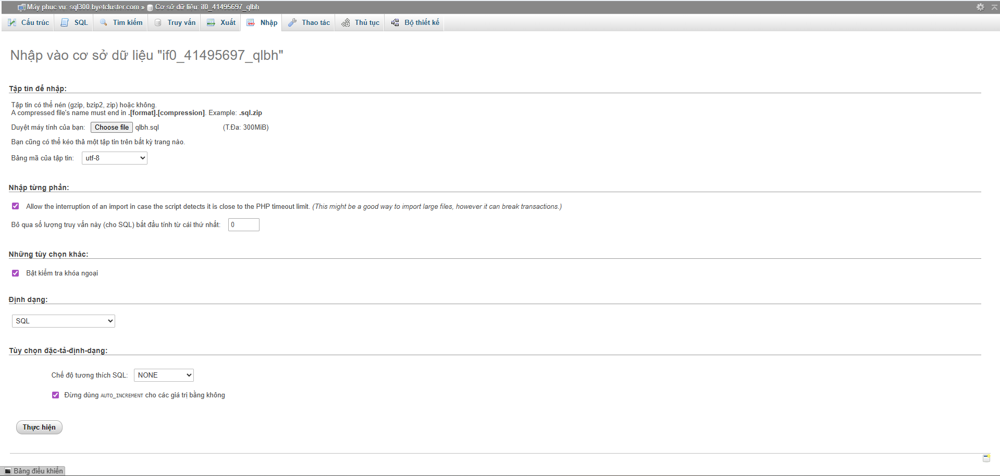 Máy phục vụ: sql300.byetcluster.com » Cơ sở dữ liệu: if0_41495697_qlbh
Cấu trúc SQL Tìm kiếm Truy vấn Xuất Nhập Thao tác Thủ tục Bộ thiết kế
Nhập vào cơ sở dữ liệu "if0_41495697_qlbh"
Tập tin để nhập:
Tập tin có thể nén (gzip, bzip2, zip) hoặc không.
A compressed file's name must end in .[format].[compression]. Example: .sql.zip
Duyệt máy tính của bạn: Choose file qlbh.sql (T.Đa: 300MiB)
Bạn cũng có thể kéo thả một tập tin trên bất kỳ trang nào.
Bảng mã của tập tin: utf-8
Nhập từng phần:
Allow the interruption of an import in case the script detects it is close to the PHP timeout limit. (This might be a good way to import large files, however it can break transactions.)
Bỏ qua số lượng truy vấn này (cho SQL) bắt đầu tính từ cái thứ nhất: 0
Những tùy chọn khác:
Bật kiểm tra khóa ngoại
Định dạng:
SQL
Tùy chọn đặc-tả-định-dạng:
Chế độ tương thích SQL: NONE
Đừng dùng AUTO_INCREMENT cho các giá trị bằng không
Thực hiện
Bảng điều khiển